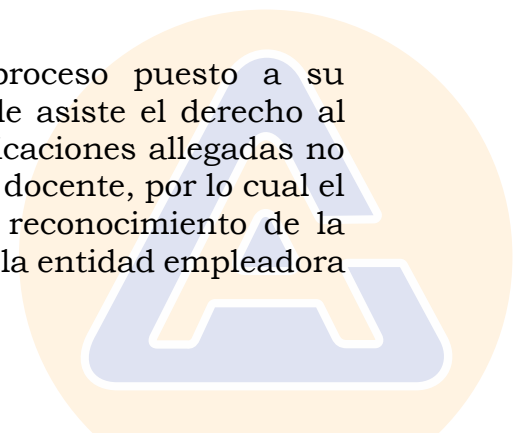 proceso puesto a su
le asiste el derecho al
icaciones allegadas no
docente, por lo cual el
reconocimiento de la
la entidad empleadora